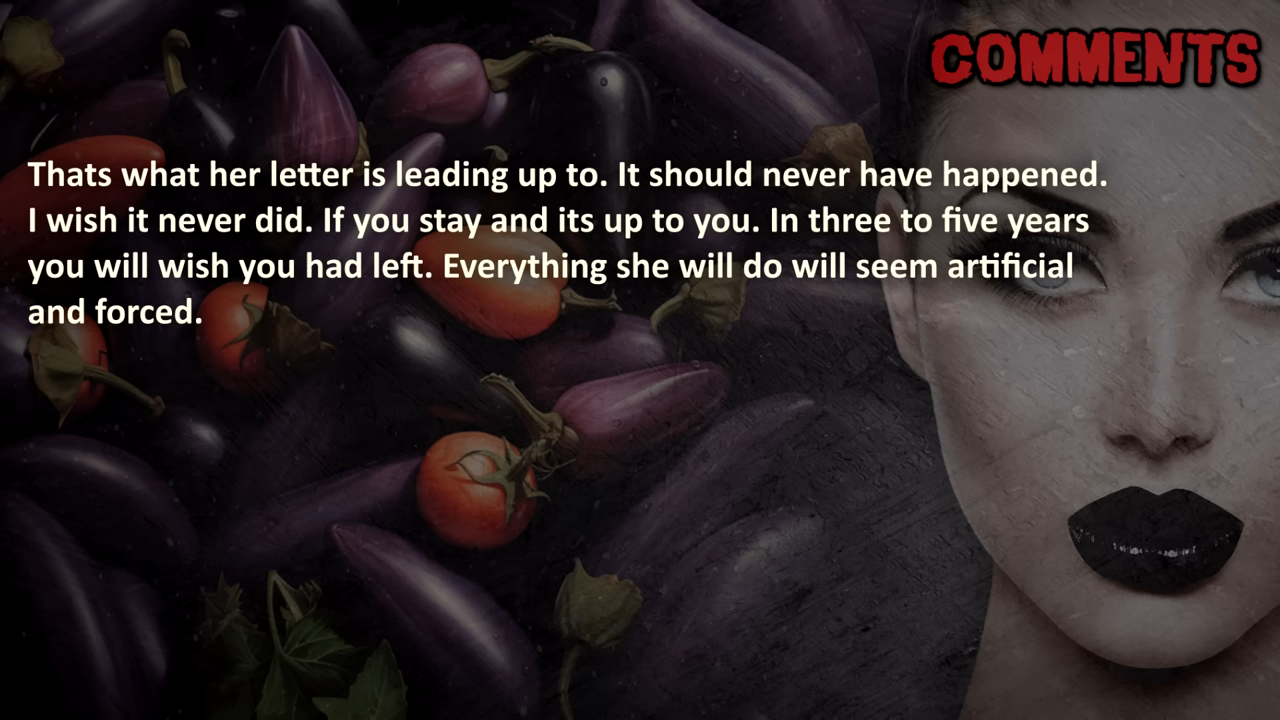 COMMENTS
Thats what her letter is leading up to. It should never have happened.
I wish it never did. If you stay and its up to you. In three to five years
you will wish you had left. Everything she will do will seem artificial
and forced.